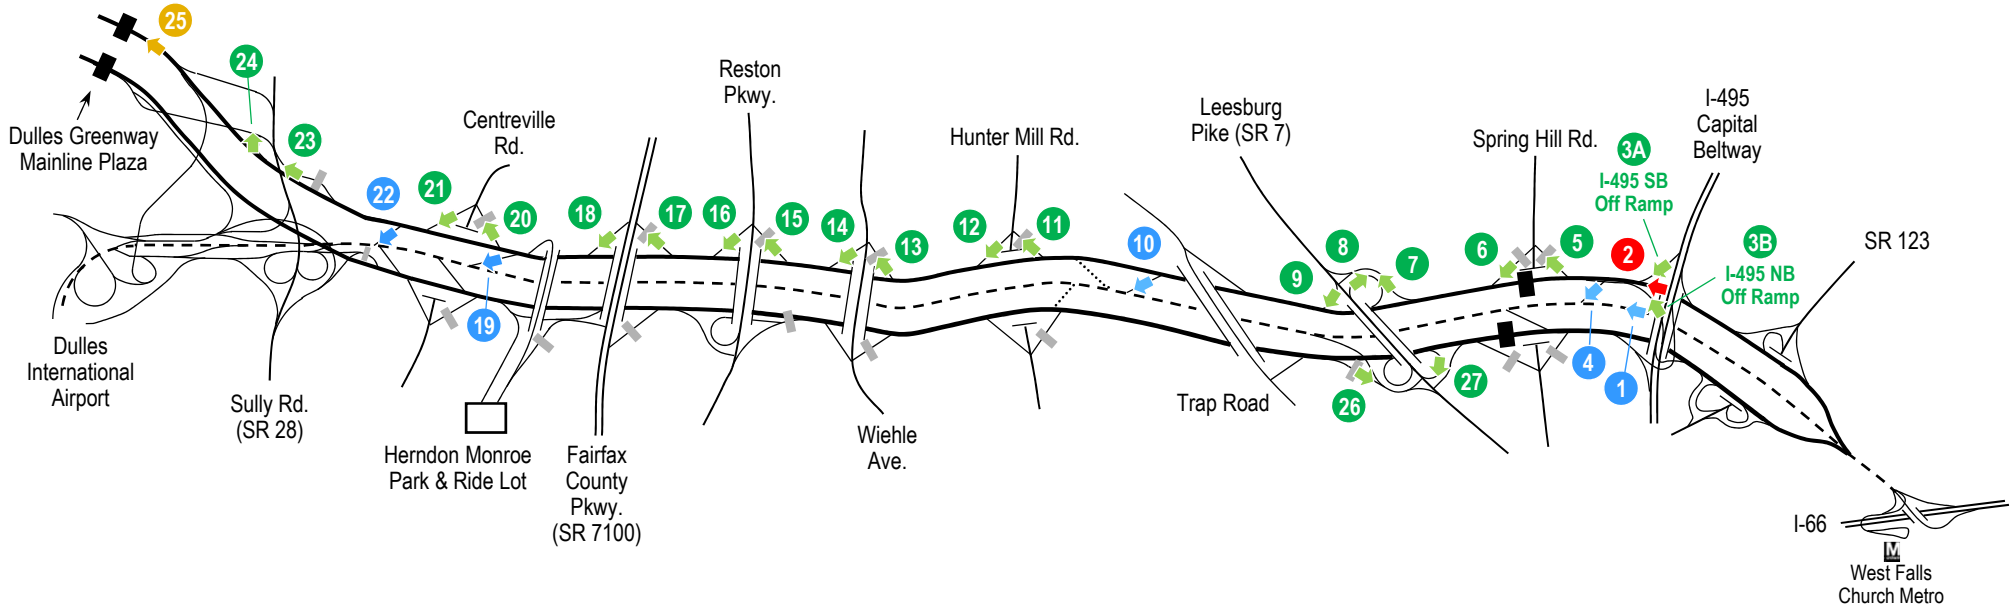 25
24
Dulles Greenway
Mainline Plaza
23
22
21
Centreville
Rd.
20
19
18
17
Reston
Pkwy.
16
15
14
13
Hunter Mill Rd.
12
11
10
Leesburg
Pike (SR 7)
9
8
7
Spring Hill Rd.
6
5
2
3A
I-495 SB
Off Ramp
I-495
Capital
Beltway
3B
I-495 NB
Off Ramp
SR 123
4
1
26
27
Trap Road
Wiehle
Ave.
Fairfax
County
Pkwy.
(SR 7100)
Herndon Monroe
Park & Ride Lot
Sully Rd.
(SR 28)
Dulles
International
Airport
I-66
M
West Falls
Church Metro